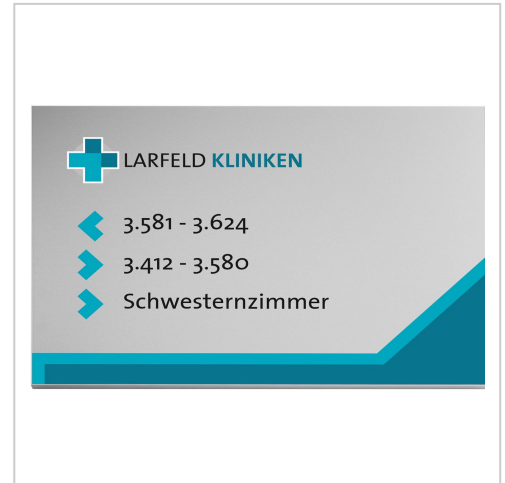 LARFELD KLINIKEN
3.581 - 3.624
3.412 - 3.580
Schwesternzimmer